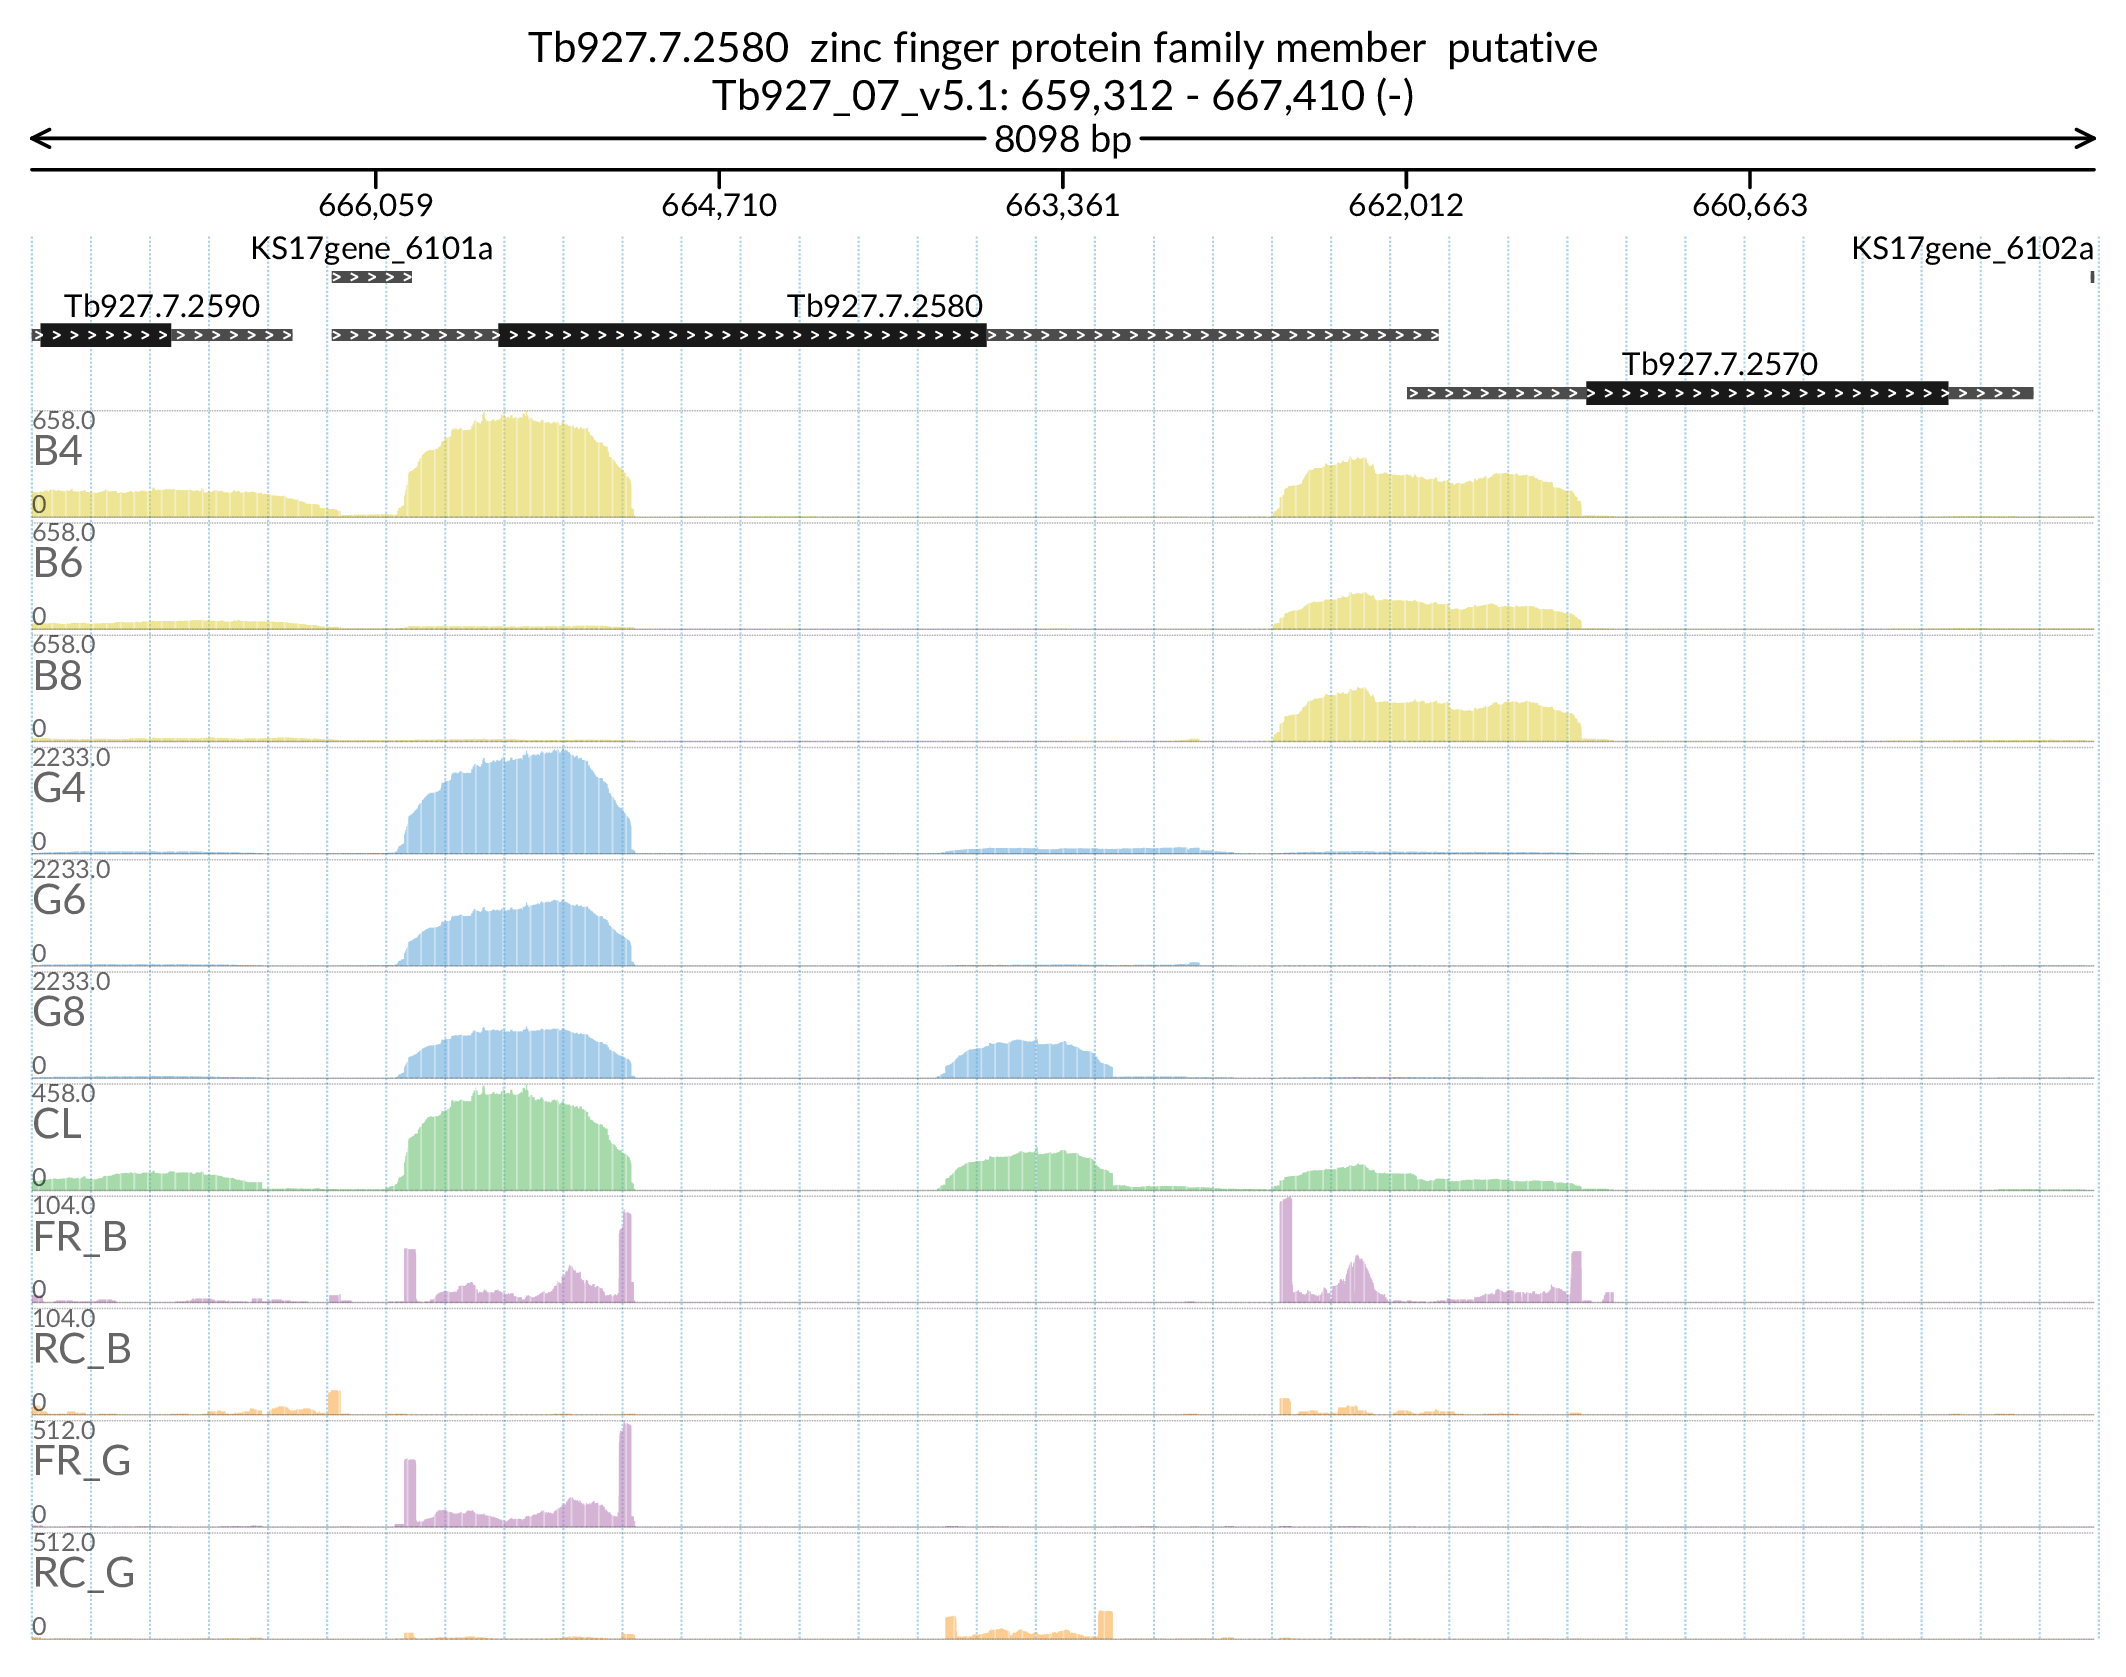 Tb927.7.2580  zinc finger protein family member  putative
Tb927_07_v5.1: 659,312 - 667,410 (-)
8098 bp
666,059 664,710 663,361 662,012 660,663
KS17gene_6101a KS17gene_6102a
Tb927.7.2590 Tb927.7.2580
Tb927.7.2570
658.0
B4
0
658.0
B6
0
658.0
B8
0
2233.0
G4
0
2233.0
G6
0
2233.0
G8
0
458.0
CL
0
104.0
FR_B
0
104.0
RC_B
0
512.0
FR_G
0
512.0
RC_G
0